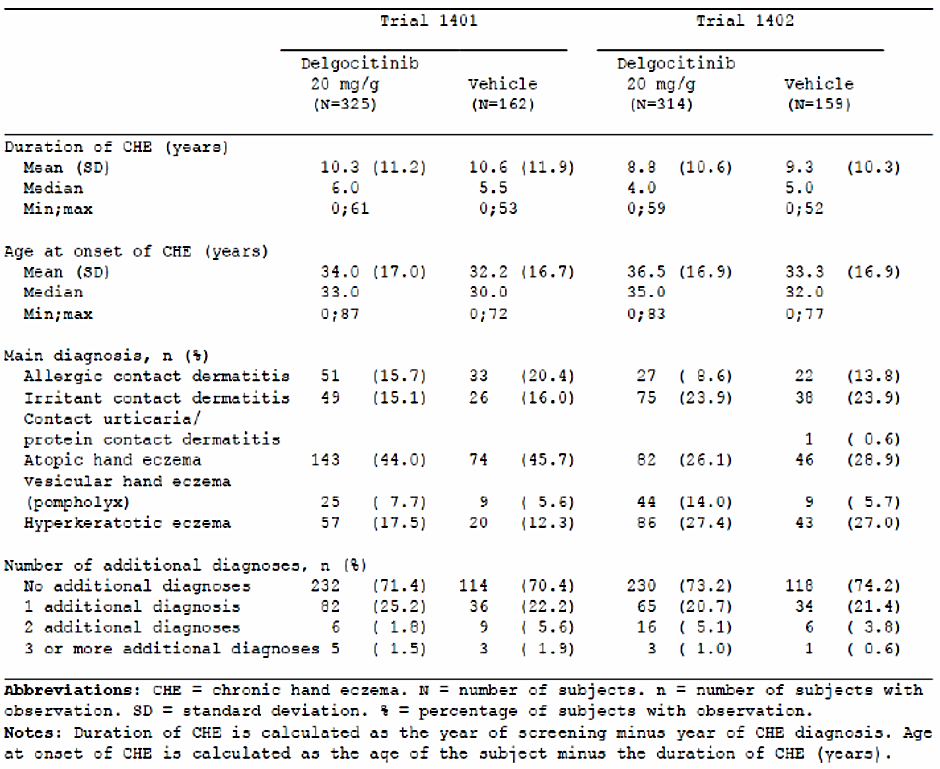 Trial 1401 Trial 1402
Delgocitinib Delgocitinib
20 mg/g Vehicle 20 mg/g Vehicle
(N=325) (N=162) (N=314) (N=159)
Duration of CHE (years)
Mean (SD) 10.3 (11.2) 10.6 (11.9) 8.8 (10.6) 9.3 (10.3)
Median 6.0 5.5 4.0 5.0
Min;max 0;61 0;53 0;59 0;52
Age at onset of CHE (years)
Mean (SD) 34.0 (17.0) 32.2 (16.7) 36.5 (16.9) 33.3 (16.9)
Median 33.0 30.0 35.0 32.0
Min;max 0;87 0;72 0;83 0;77
Main diagnosis, n (%)
Allergic contact dermatitis 51 (15.7) 33 (20.4) 27 ( 8.6) 22 (13.8)
Irritant contact dermatitis 49 (15.1) 26 (16.0) 75 (23.9) 38 (23.9)
Contact urticaria/
protein contact dermatitis 1 ( 0.6)
Atopic hand eczema 143 (44.0) 74 (45.7) 82 (26.1) 46 (28.9)
Vesicular hand eczema
(pompholyx) 25 ( 7.7) 9 ( 5.6) 44 (14.0) 9 ( 5.7)
Hyperkeratotic eczema 57 (17.5) 20 (12.3) 86 (27.4) 43 (27.0)
Number of additional diagnoses, n (%)
No additional diagnoses 232 (71.4) 114 (70.4) 230 (73.2) 118 (74.2)
1 additional diagnosis 82 (25.2) 36 (22.2) 65 (20.7) 34 (21.4)
2 additional diagnoses 6 ( 1.8) 9 ( 5.6) 16 ( 5.1) 6 ( 3.8)
3 or more additional diagnoses 5 ( 1.5) 3 ( 1.9) 3 ( 1.0) 1 ( 0.6)
Abbreviations: CHE = chronic hand eczema. N = number of subjects. n = number of subjects with
observation. SD = standard deviation. % = percentage of subjects with observation.
Notes: Duration of CHE is calculated as the year of screening minus year of CHE diagnosis. Age
at onset of CHE is calculated as the age of the subject minus the duration of CHE (years).